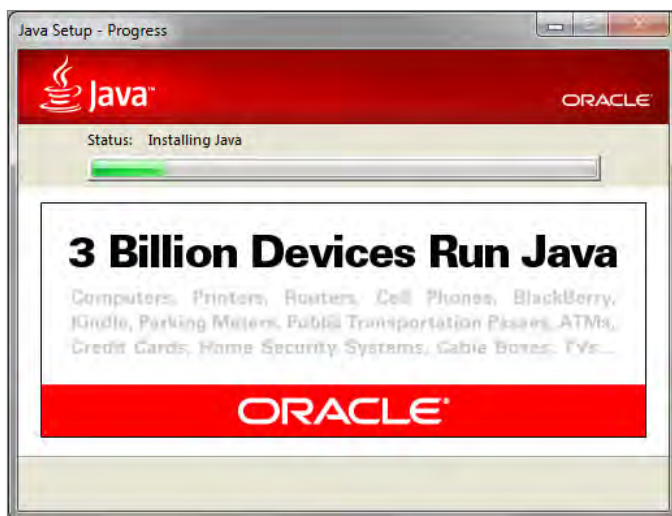 Java Setup - Progress
Java™
ORACLE
Status: Installing Java
3 Billion Devices Run Java
Computers, Printers, Routers, Cell Phones, BlackBerry,
Kindle, Parking Meters, Public Transportation Passes, ATMs,
Credit Cards, Home Security Systems, Cable Boxes, TVs...
ORACLE®